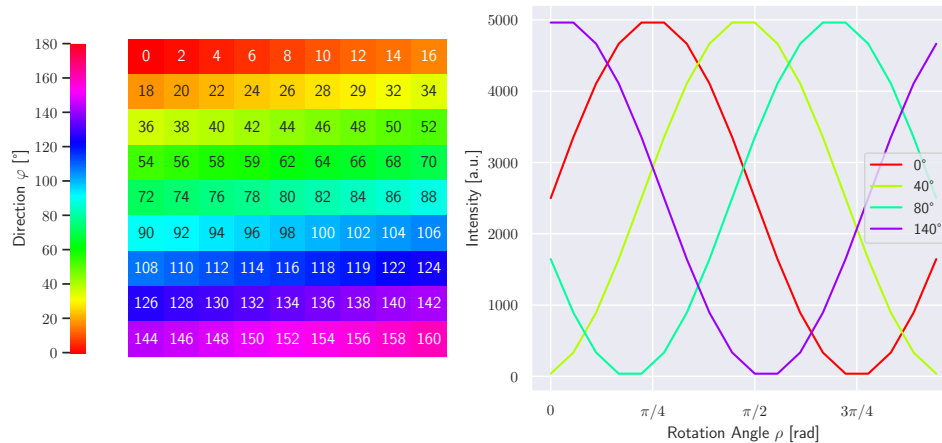 180
160
140
120
100
80
60
40
20
0
Direction φ [°]
0 2 4 6 8 10 12 14 16
18 20 22 24 26 28 29 32 34
36 38 40 42 44 46 48 50 52
54 56 58 59 62 64 66 68 70
72 74 76 78 80 82 84 86 88
90 92 94 96 98 100 102 104 106
108 110 112 114 116 118 119 122 124
126 128 130 132 134 136 138 140 142
144 146 148 150 152 154 156 158 160
5000
4000
3000
2000
1000
0
Intensity [a.u.]
0°
40°
80°
140°
0 π/4 π/2 3π/4
Rotation Angle ρ [rad]